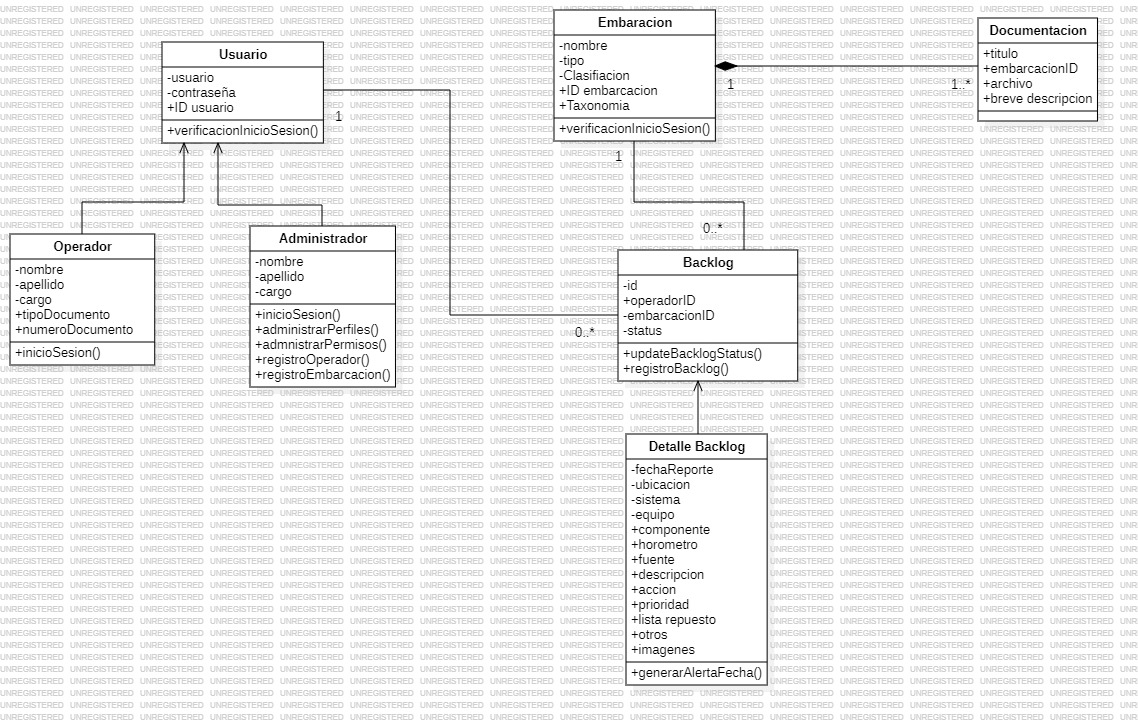 Usuario
-usuario
-contraseña
+ID usuario
+verificacionInicioSesion()
1
Embaracion
-nombre
-tipo
-Clasifiacion
+ID embarcacion
+Taxonomia
+verificacionInicioSesion()
1
1..*
Documentacion
+titulo
+embarcacionID
+archivo
+breve descripcion
1
0..*
Operador
-nombre
-apellido
-cargo
+tipoDocumento
+numeroDocumento
+inicioSesion()
Administrador
-nombre
-apellido
-cargo
+inicioSesion()
+administrarPerfiles()
+admnistrarPermisos()
+registroOperador()
+registroEmbarcacion()
0..*
Backlog
-id
+operadorID
-embarcacionID
-status
+updateBacklogStatus()
+registroBacklog()
Detalle Backlog
-fechaReporte
-ubicacion
-sistema
-equipo
+componente
+horometro
+fuente
+descripcion
+accion
+prioridad
+lista repuesto
+otros
+imagenes
+generarAlertaFecha()
UNREGISTERED